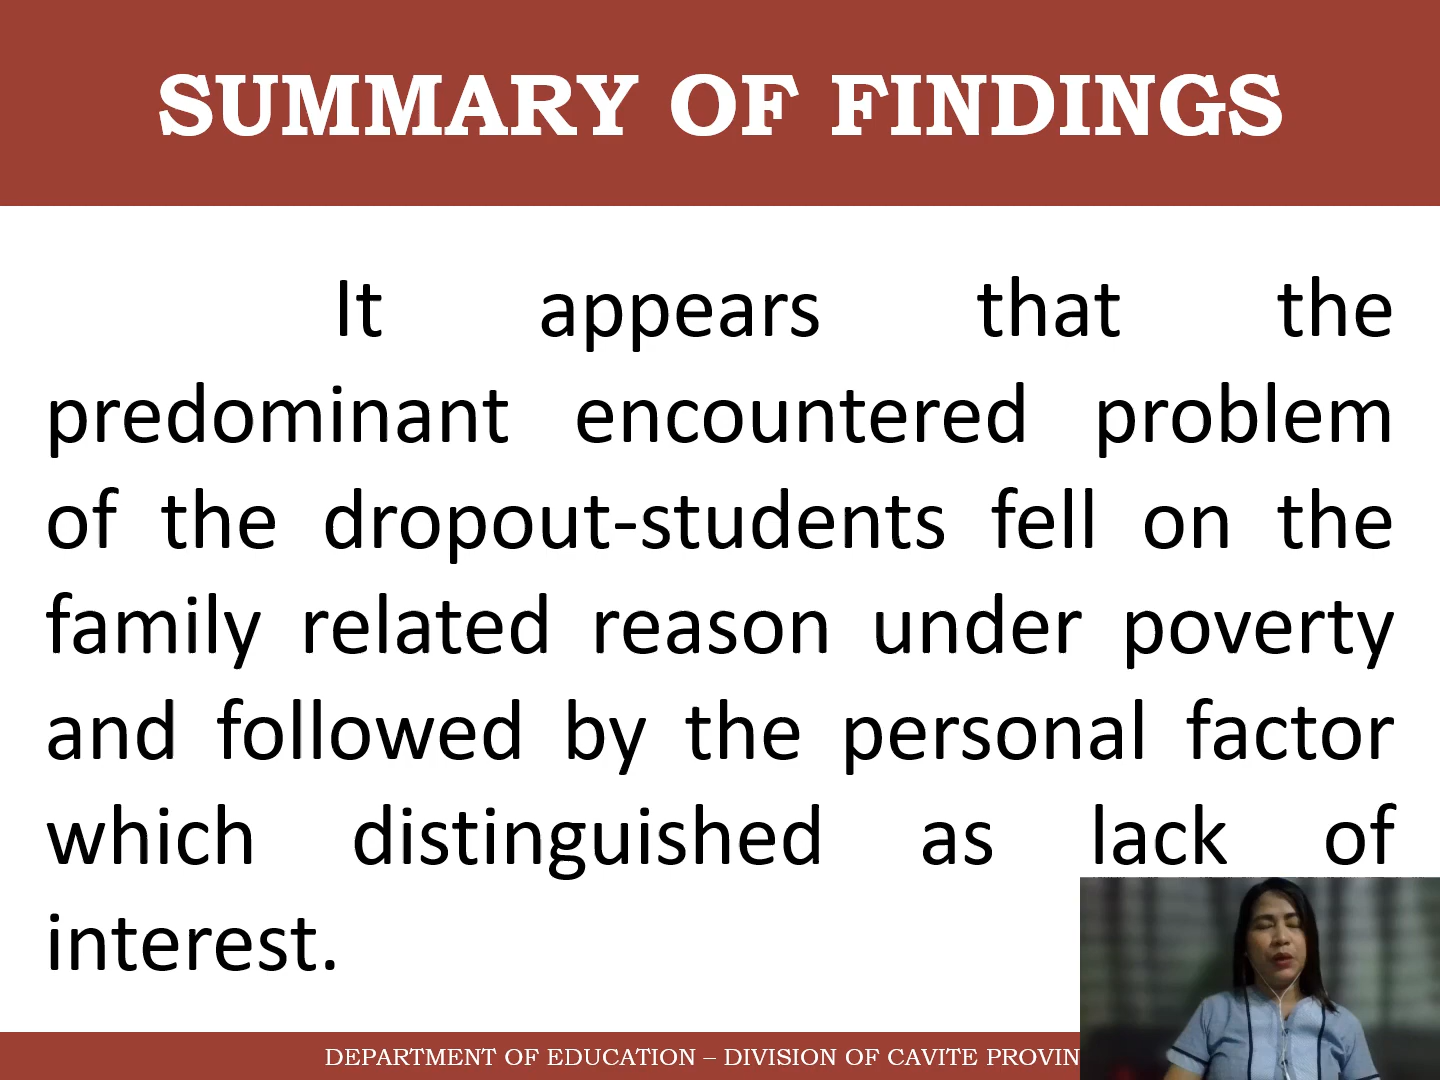 SUMMARY OF FINDINGS
It appears that the
predominant encountered problem
of the dropout-students fell on the
family related reason under poverty
and followed by the personal factor
which distinguished as lack of
interest.
DEPARTMENT OF EDUCATION – DIVISION OF CAVITE PROVIN